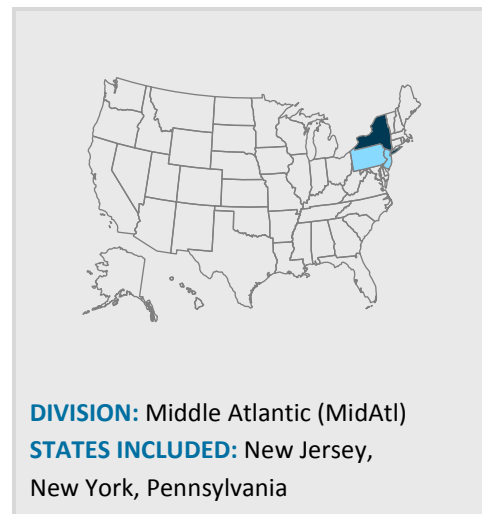 DIVISION: Middle Atlantic (MidAtl)
STATES INCLUDED: New Jersey,
New York, Pennsylvania